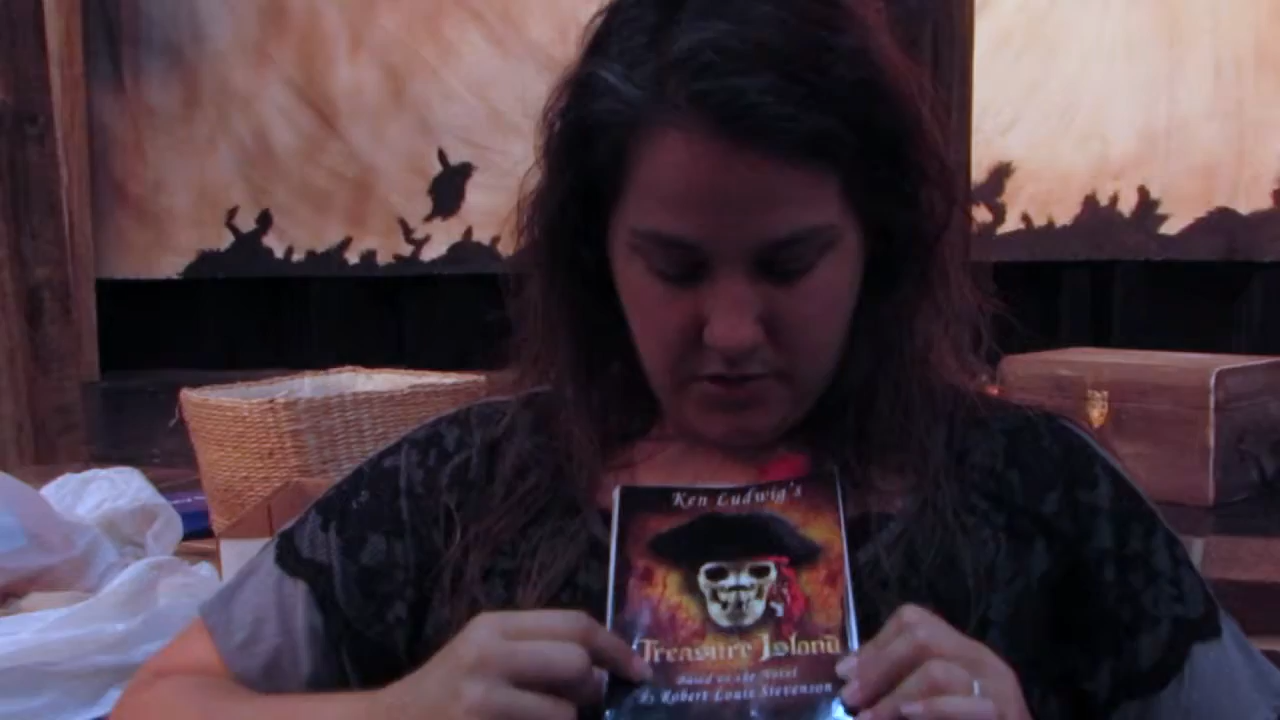 Ken Ludwig's
Treasure Island
Based on the Novel
By Robert Louis Stevenson